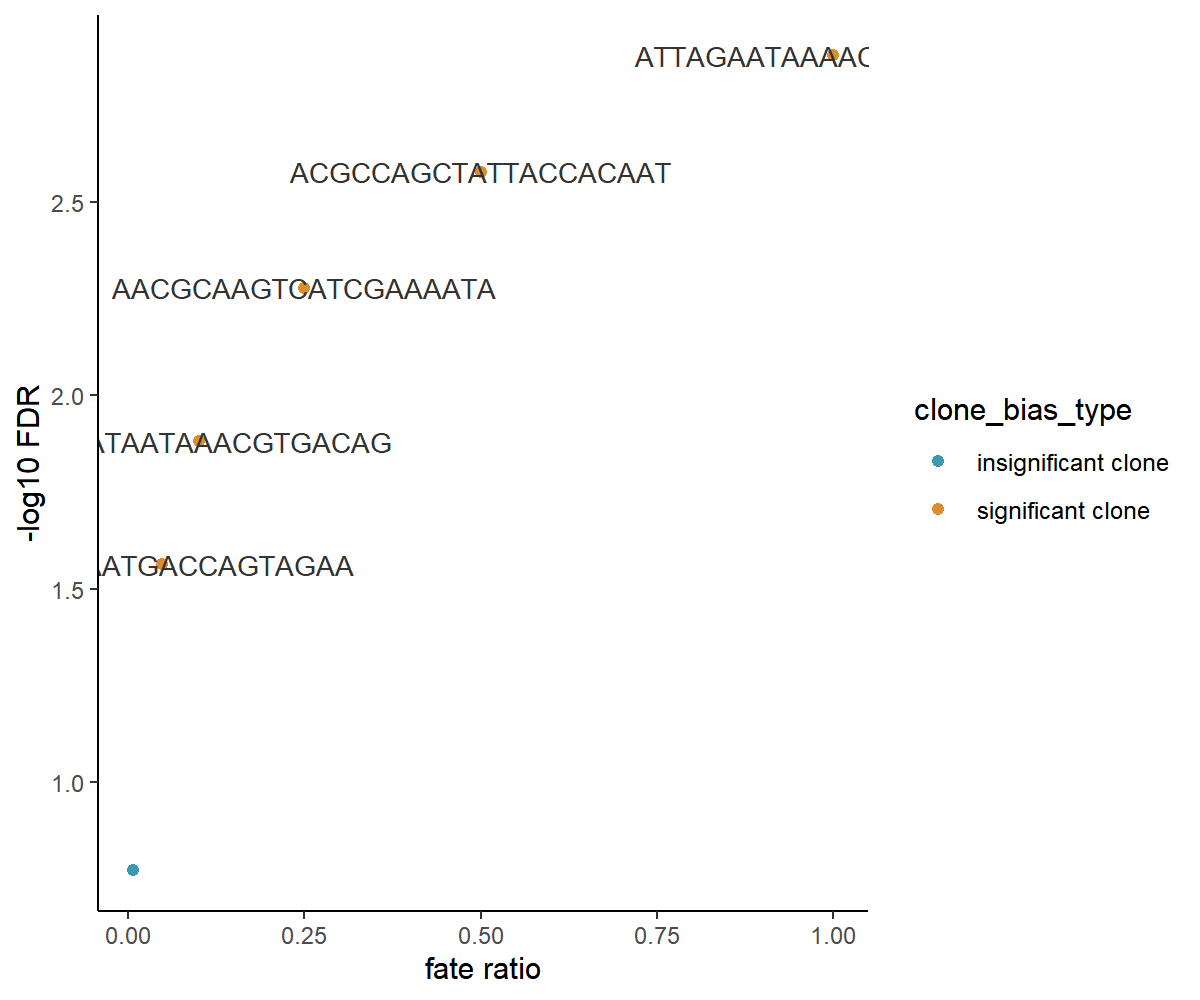 ATTAGAATAAAAC
ACGCCAGCTATTACCACAAT
2.5
AACGCAAGTCATCGAAAATA
2.0
clone_bias_type
ATAATAAACGTGACAG
insignificant clone
-log10 FDR
significant clone
AATGACCAGTAGAA
1.5
1.0
0.00 0.25 0.50 0.75 1.00
fate ratio